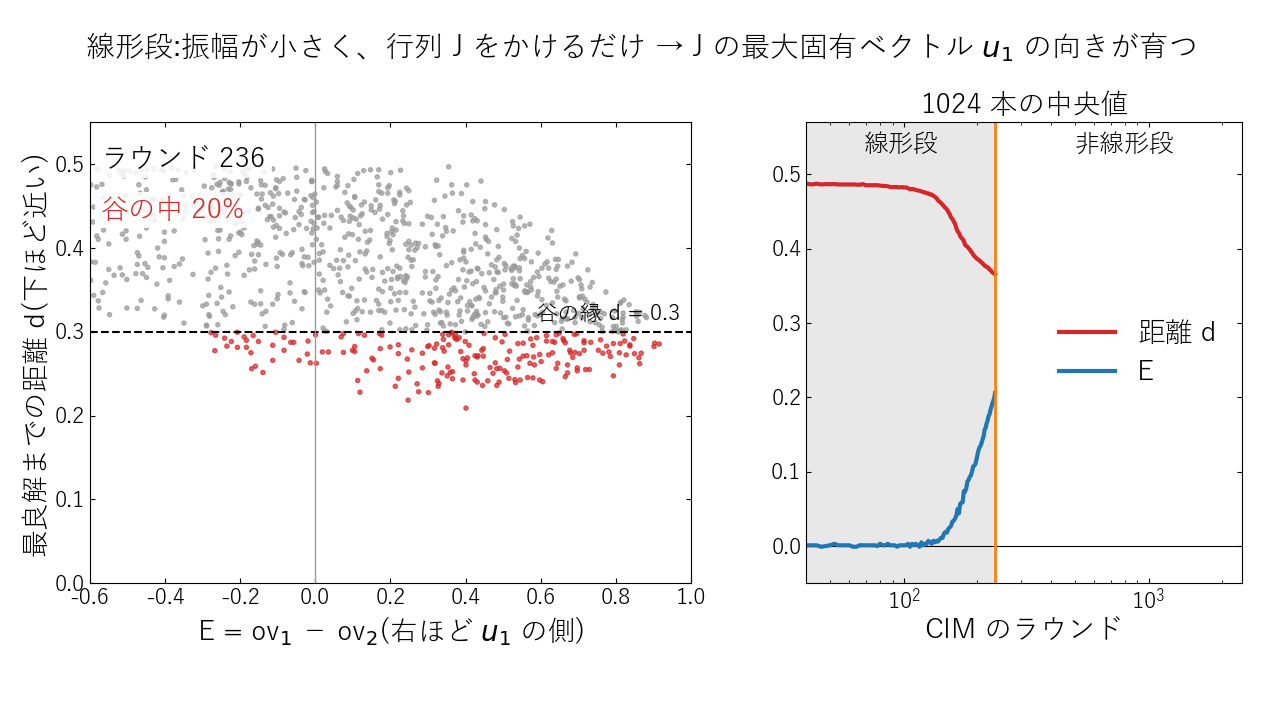 線形段:振幅が小さく、行列 J をかけるだけ → J の最大固有ベクトル u₁ の向きが育つ
ラウンド 236
谷の中 20%
谷の縁 d = 0.3
最良解までの距離 d(下ほど近い)
0.5
0.4
0.3
0.2
0.1
0.0
-0.6 -0.4 -0.2 0.0 0.2 0.4 0.6 0.8 1.0
E = ov₁ − ov₂(右ほど u₁ の側)
1024 本の中央値
線形段 非線形段
0.5
0.4
0.3
0.2
0.1
0.0
距離 d
E
10² 10³
CIM のラウンド